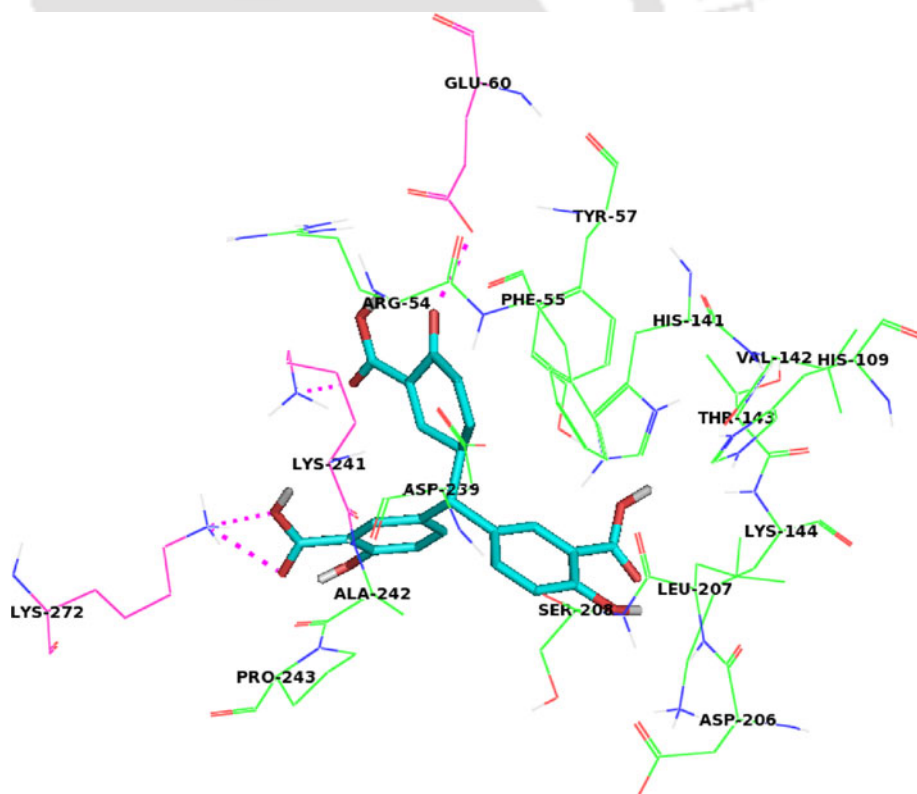 GLU-60
TYR-57
ARG-54
PHE-55
HIS-141
VAL-142
HIS-109
THR-143
LYS-241
ASP-239
LYS-144
LYS-272
ALA-242
SER-208
LEU-207
PRO-243
ASP-206